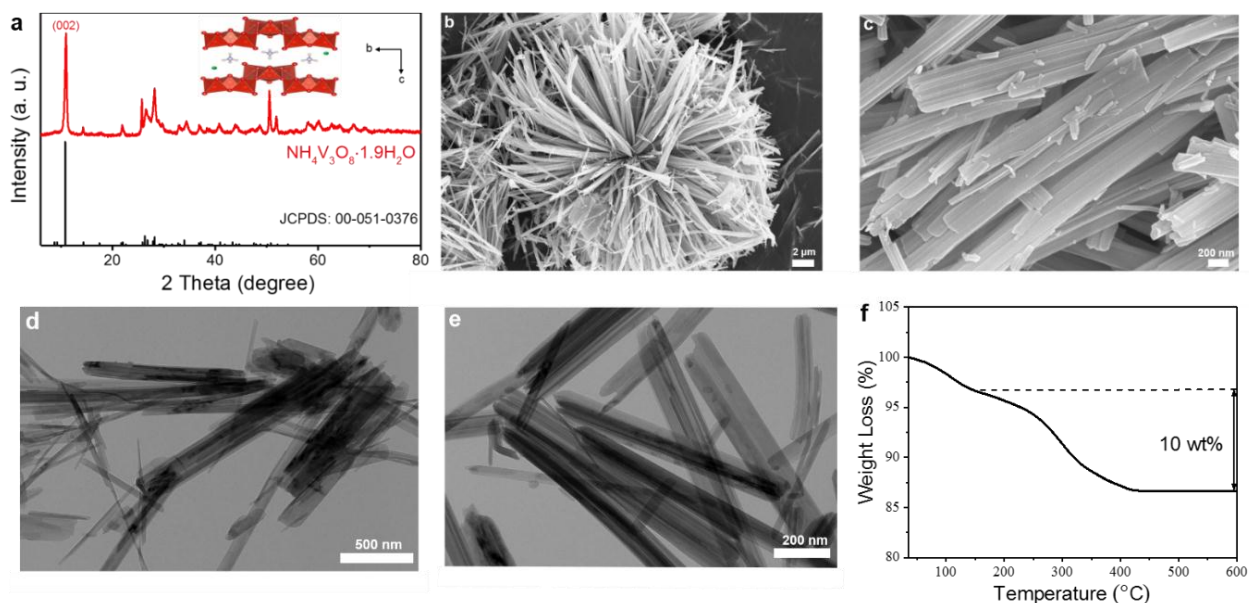 a
(002)
b
c
Intensity (a. u.)
NH₄V₃O₈·1.9H₂O
JCPDS: 00-051-0376
20 40 60 80
2 Theta (degree)
b
2 µm
c
200 nm
d
500 nm
e
200 nm
f
105
100
95
90
85
80
Weight Loss (%)
10 wt%
100 200 300 400 500 600
Temperature (°C)